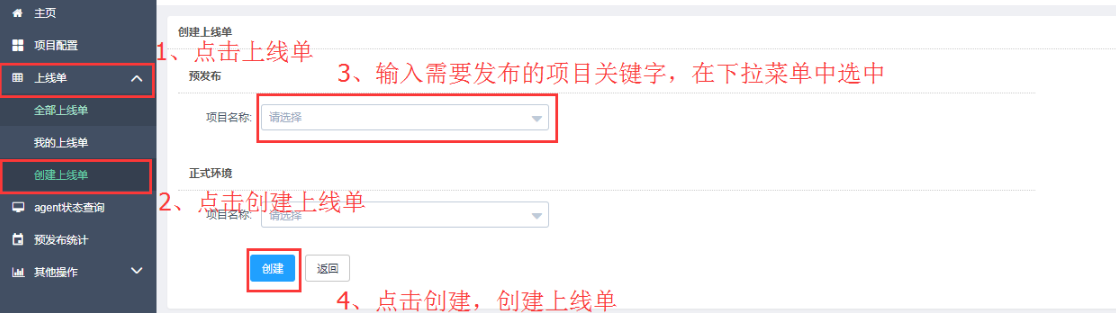 主页
项目配置
上线单
全部上线单
我的上线单
创建上线单
agent状态查询
预发布统计
其他操作
创建上线单
1、点击上线单
预发布
3、输入需要发布的项目关键字，在下拉菜单中选中
项目名称: 请选择
正式环境
2、点击创建上线单
项目名称: 请选择
创建 返回
4、点击创建，创建上线单